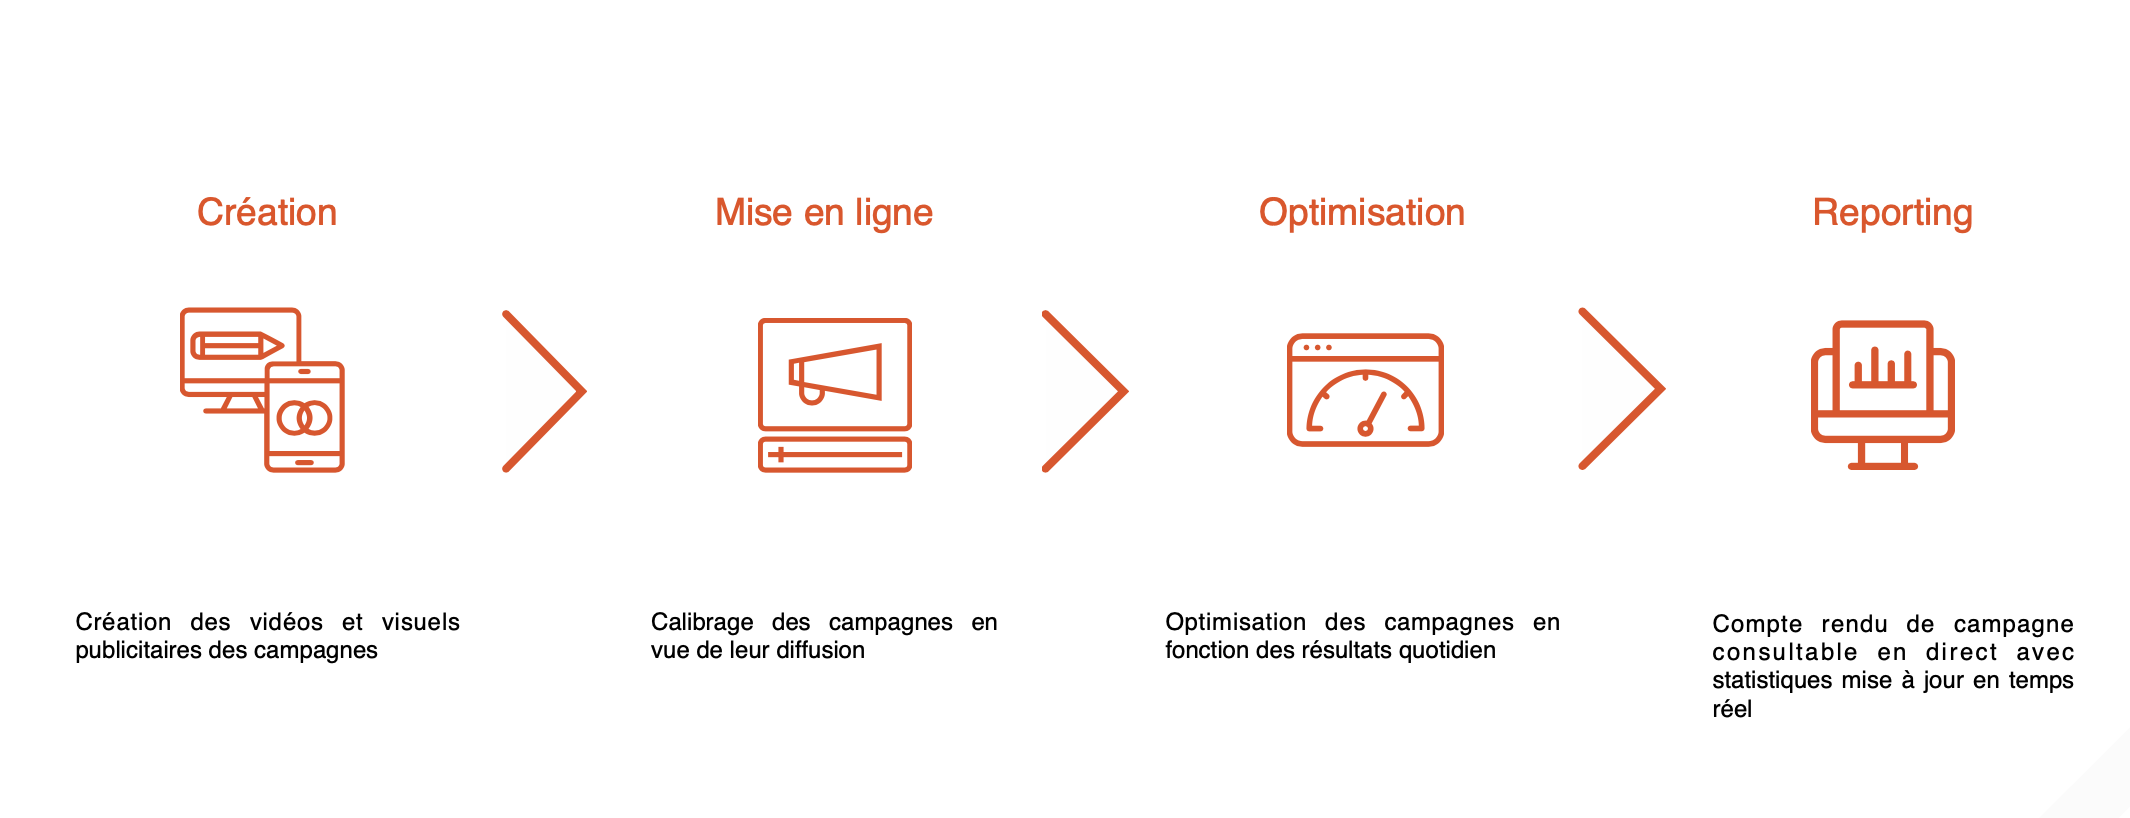 Création
Mise en ligne
Optimisation
Reporting
Création des vidéos et visuels
publicitaires des campagnes
Calibrage des campagnes en
vue de leur diffusion
Optimisation des campagnes en
fonction des résultats quotidien
Compte rendu de campagne
consultable en direct avec
statistiques mise à jour en temps
réel